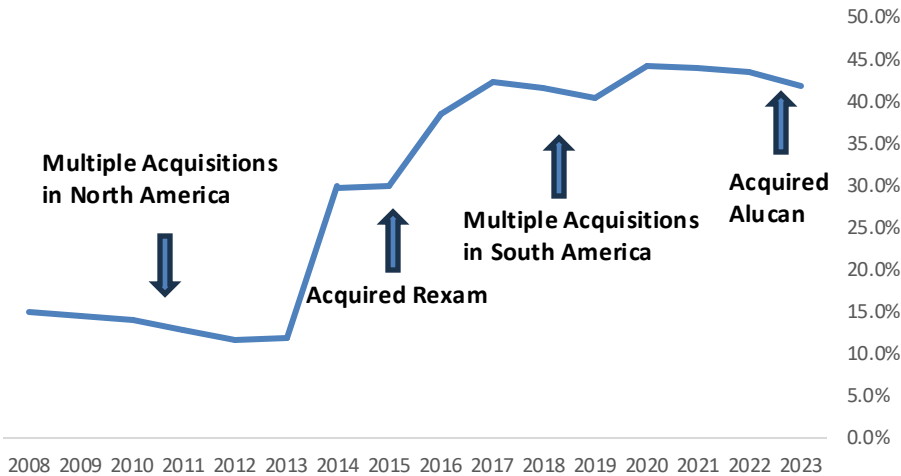 50.0%
45.0%
40.0%
35.0%
30.0%
25.0%
20.0%
15.0%
10.0%
5.0%
0.0%
Multiple Acquisitions
in North America
Acquired Rexam
Multiple Acquisitions
in South America
Acquired
Alucan
2008 2009 2010 2011 2012 2013 2014 2015 2016 2017 2018 2019 2020 2021 2022 2023